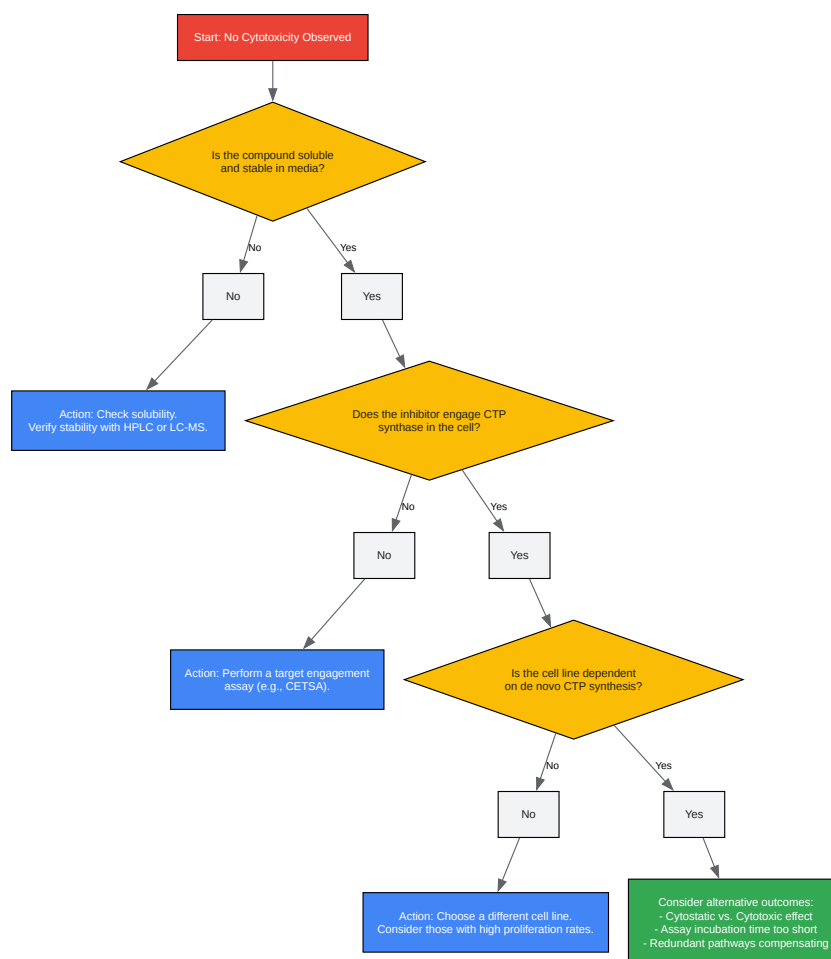 Start: No Cytotoxicity Observed
Is the compound soluble
and stable in media?
No
Yes
No
Yes
Action: Check solubility.
Verify stability with HPLC or LC-MS.
Does the inhibitor engage CTP
synthase in the cell?
No
Yes
No
Yes
Action: Perform a target engagement
assay (e.g., CETSA).
Is the cell line dependent
on de novo CTP synthesis?
No
Yes
No
Yes
Action: Choose a different cell line.
Consider those with high proliferation rates.
Consider alternative outcomes:
- Cystostatic vs. Cytotoxic effect
- Assay incubation time too short
- Redundant pathways compensating